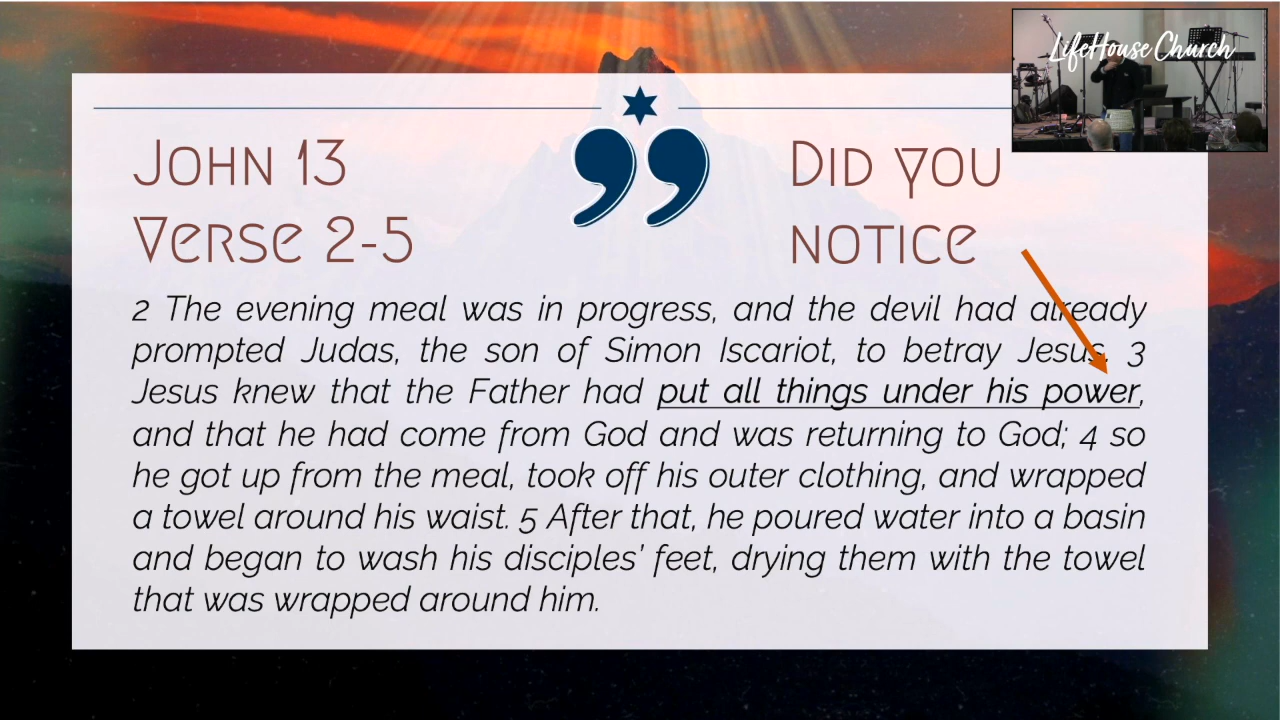 LifeHouse Church
John 13
Verse 2-5
Did you
notice
2 The evening meal was in progress, and the devil had already
prompted Judas, the son of Simon Iscariot, to betray Jesus. 3
Jesus knew that the Father had put all things under his power,
and that he had come from God and was returning to God; 4 so
he got up from the meal, took off his outer clothing, and wrapped
a towel around his waist. 5 After that, he poured water into a basin
and began to wash his disciples’ feet, drying them with the towel
that was wrapped around him.